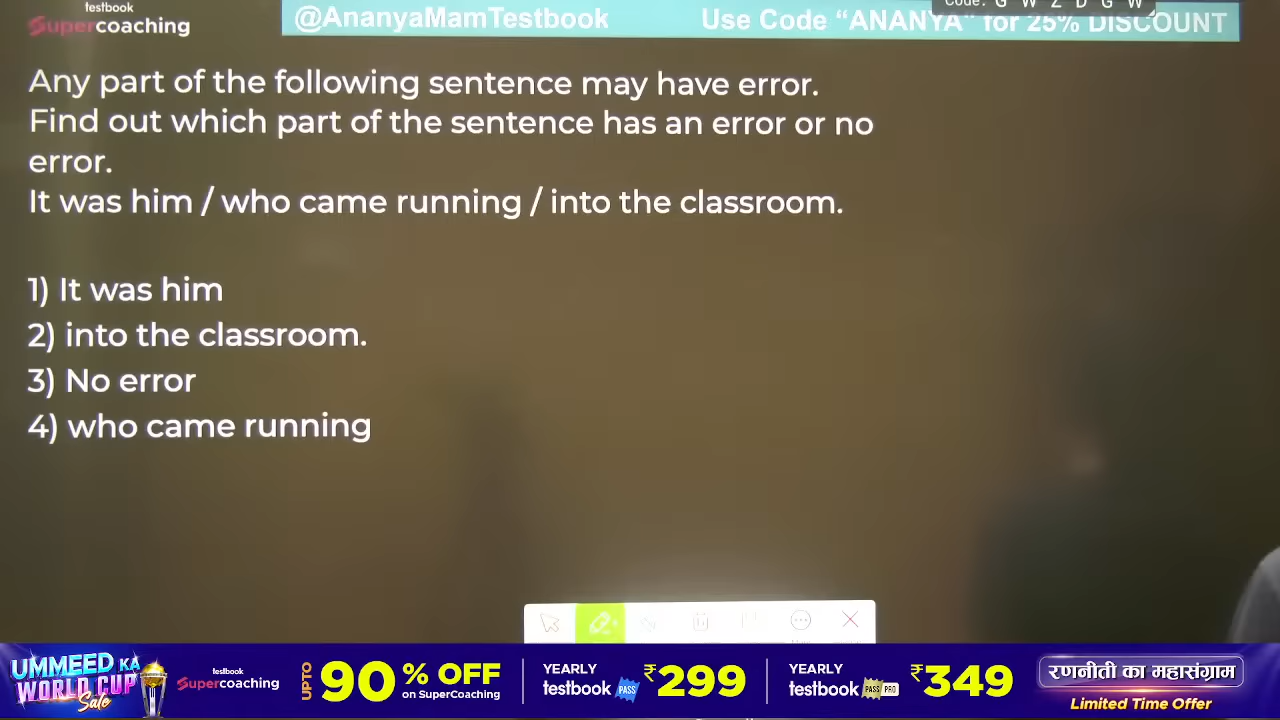 testbook
Supercoaching
@AnanyaMamTestbook
Use Code “ANANYA” for 25% DISCOUNT
Code: G W Z D G W
Any part of the following sentence may have error.
Find out which part of the sentence has an error or no
error.
It was him / who came running / into the classroom.
1) It was him
2) into the classroom.
3) No error
4) who came running
UMMEED KA
WORLD CUP
Sale
testbook
Supercoaching
UPTO 90% OFF
on SuperCoaching
YEARLY
testbook PASS
₹299
YEARLY
testbook PASS PRO
₹349
रणनीती का महासंग्राम
Limited Time Offer